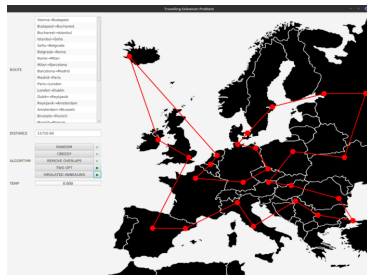 Travelling Salesman Problem
Vienna->Budapest
Budapest->Bucharest
Bucharest->Istanbul
Istanbul->Sofia
Sofia->Belgrade
Belgrade->Rome
Rome->Milan
Milan->Barcelona
Barcelona->Madrid
Madrid->Paris
Paris->London
London->Dublin
Dublin->Reykjavik
Reykjavik->Amsterdam
Amsterdam->Brussels
Brussels->Munich
ROUTE
DISTANCE
ALGORITHM
RANDOM
GREEDY
REMOVE OVERLAPS
TWO OPT
SIMULATED ANNEALING
TEMP
0.000